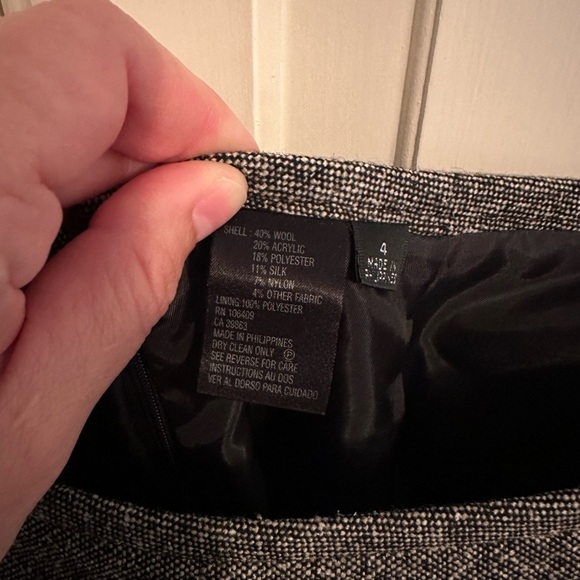 SHELL : 40% WOOL
20% ACRYLIC
18% POLYESTER
11% SILK
7% NYLON
4% OTHER FABRIC
LINING:100% POLYESTER
RN 106409
CA 39863
MADE IN PHILIPPINES
DRY CLEAN ONLY P
SEE REVERSE FOR CARE
INSTRUCTIONS AU DOS
VER AL DORSO PARA CUIDADO
4
MADE IN